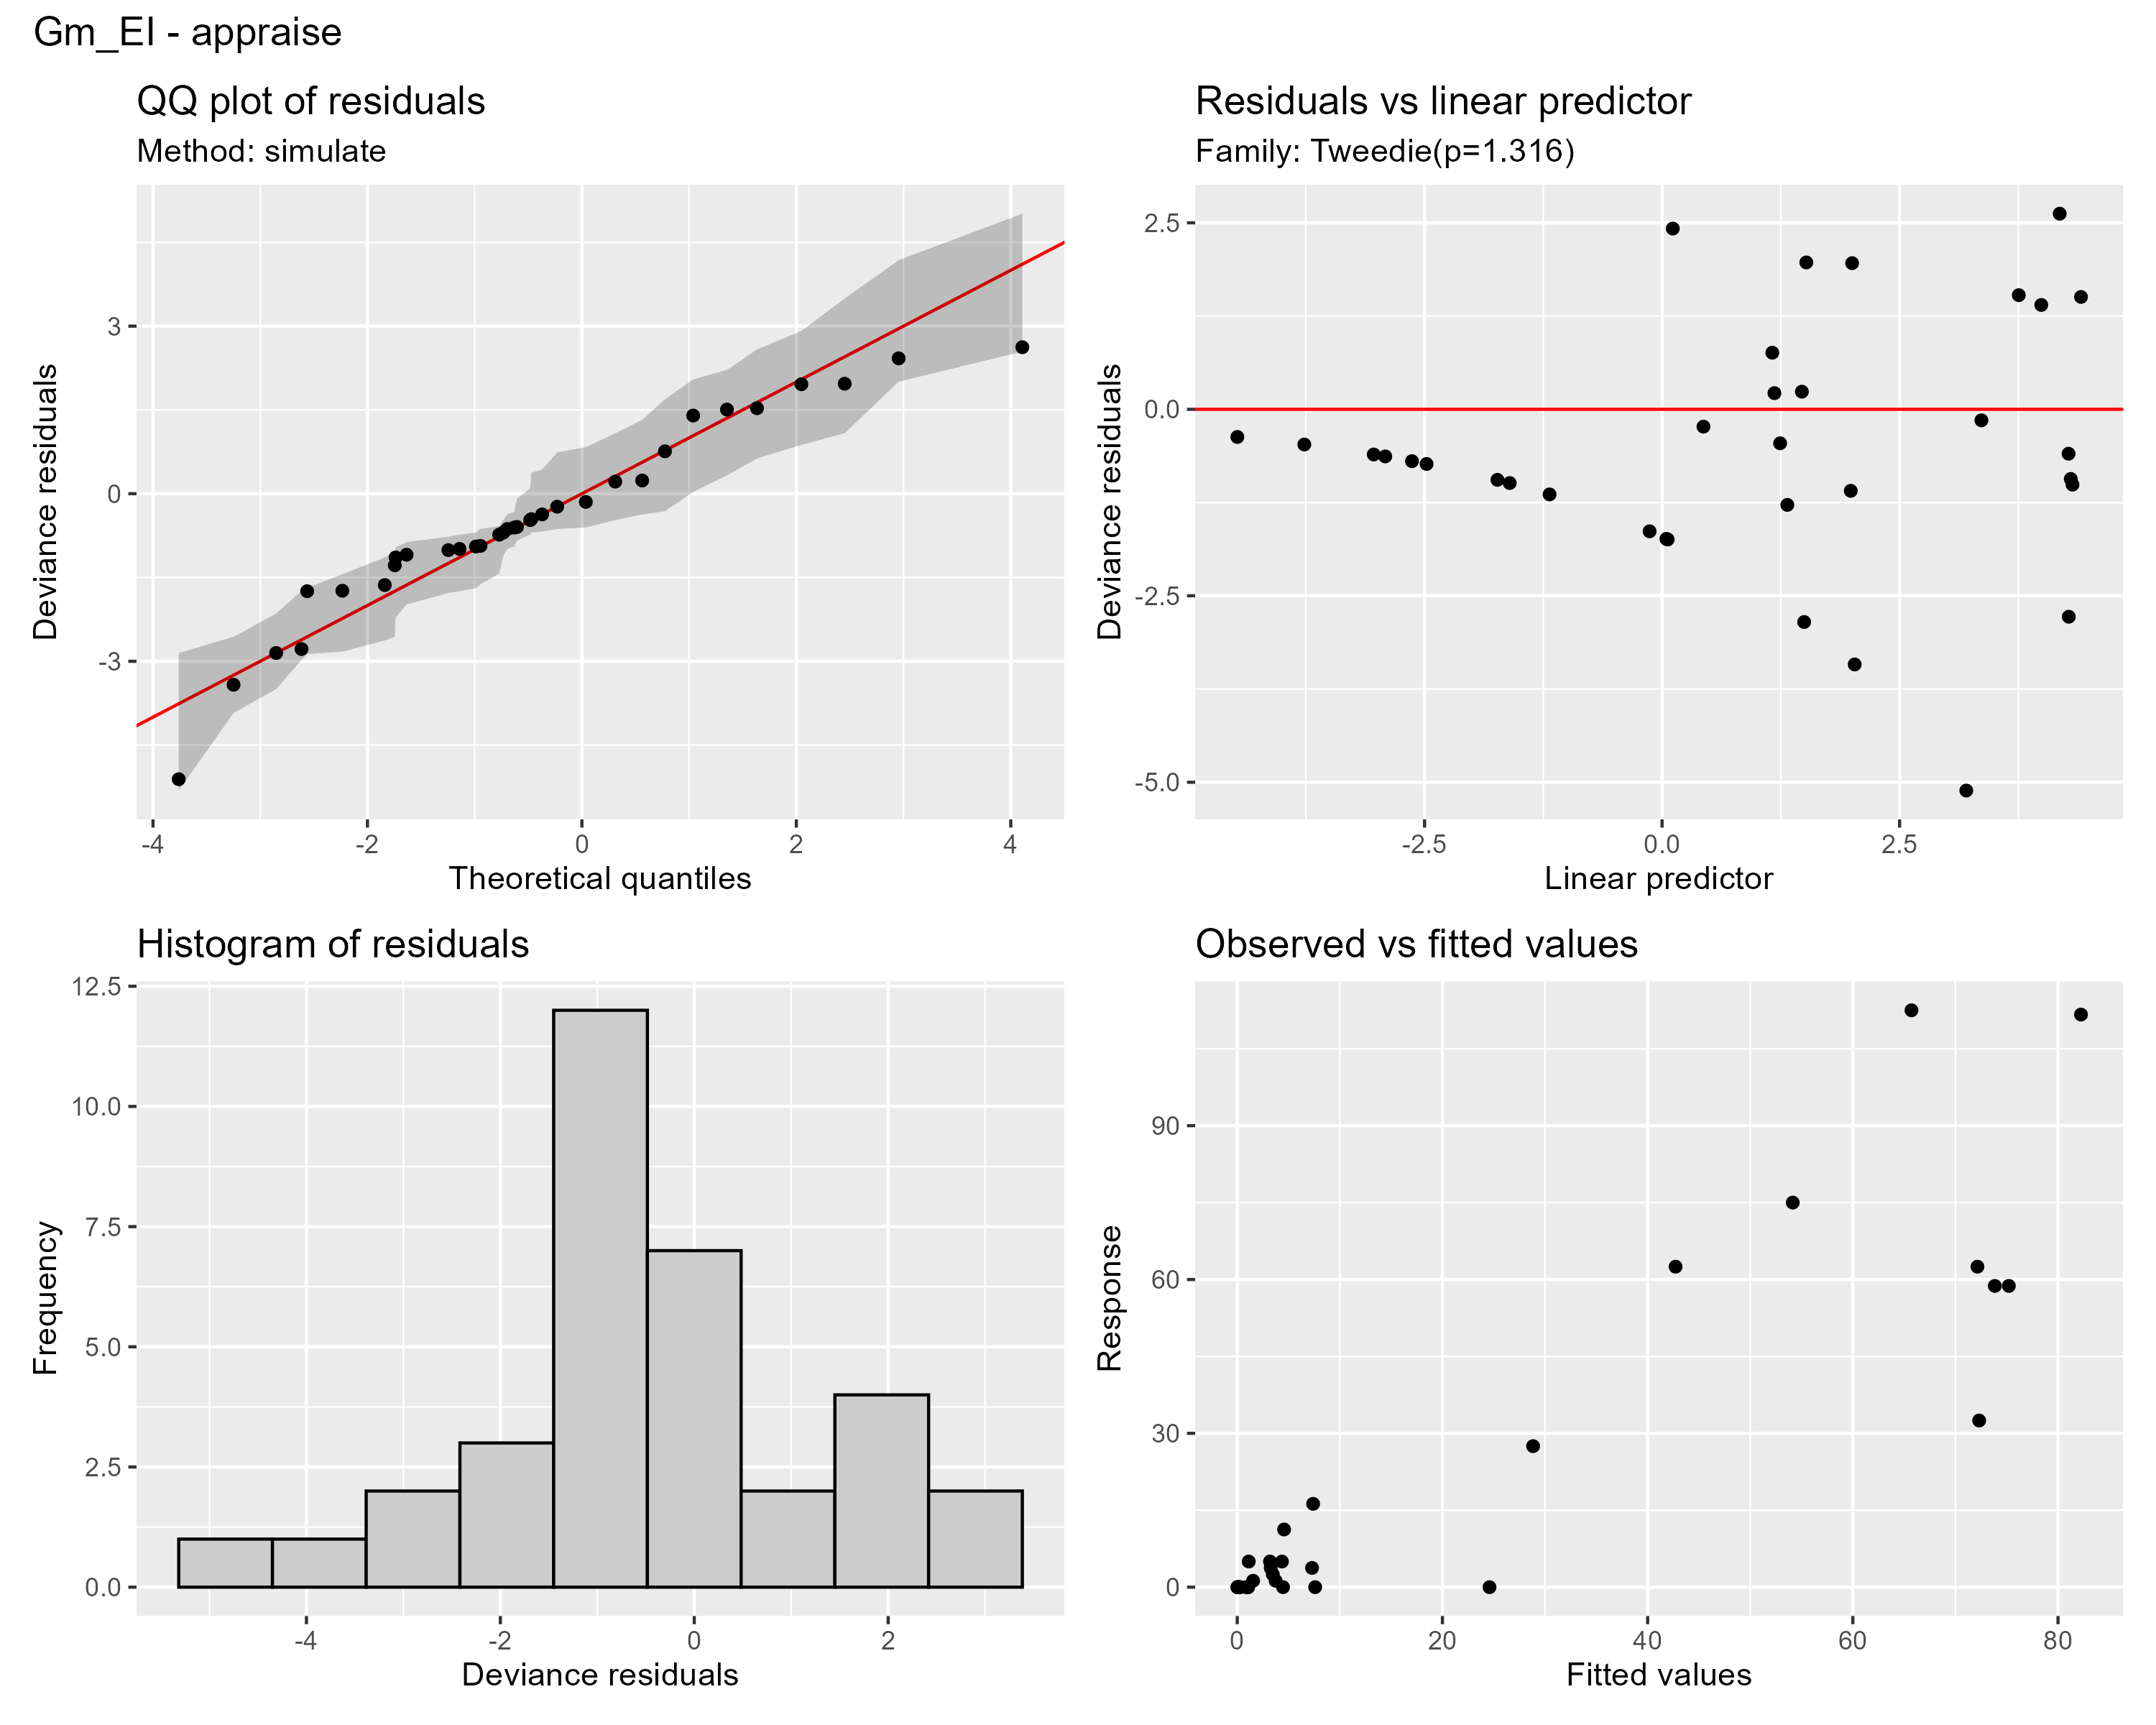 Gm_EI - appraise
QQ plot of residuals
Method: simulate
3
0
-3
-4
-2
0
2
4
Deviance residuals
Theoretical quantiles
Residuals vs linear predictor
Family: Tweedie(p=1.316)
2.5
0.0
-2.5
-5.0
-2.5
0.0
2.5
Deviance residuals
Linear predictor
Histogram of residuals
12.5
10.0
7.5
5.0
2.5
0.0
-4
-2
0
2
Frequency
Deviance residuals
Observed vs fitted values
90
60
30
0
0
20
40
60
80
Response
Fitted values